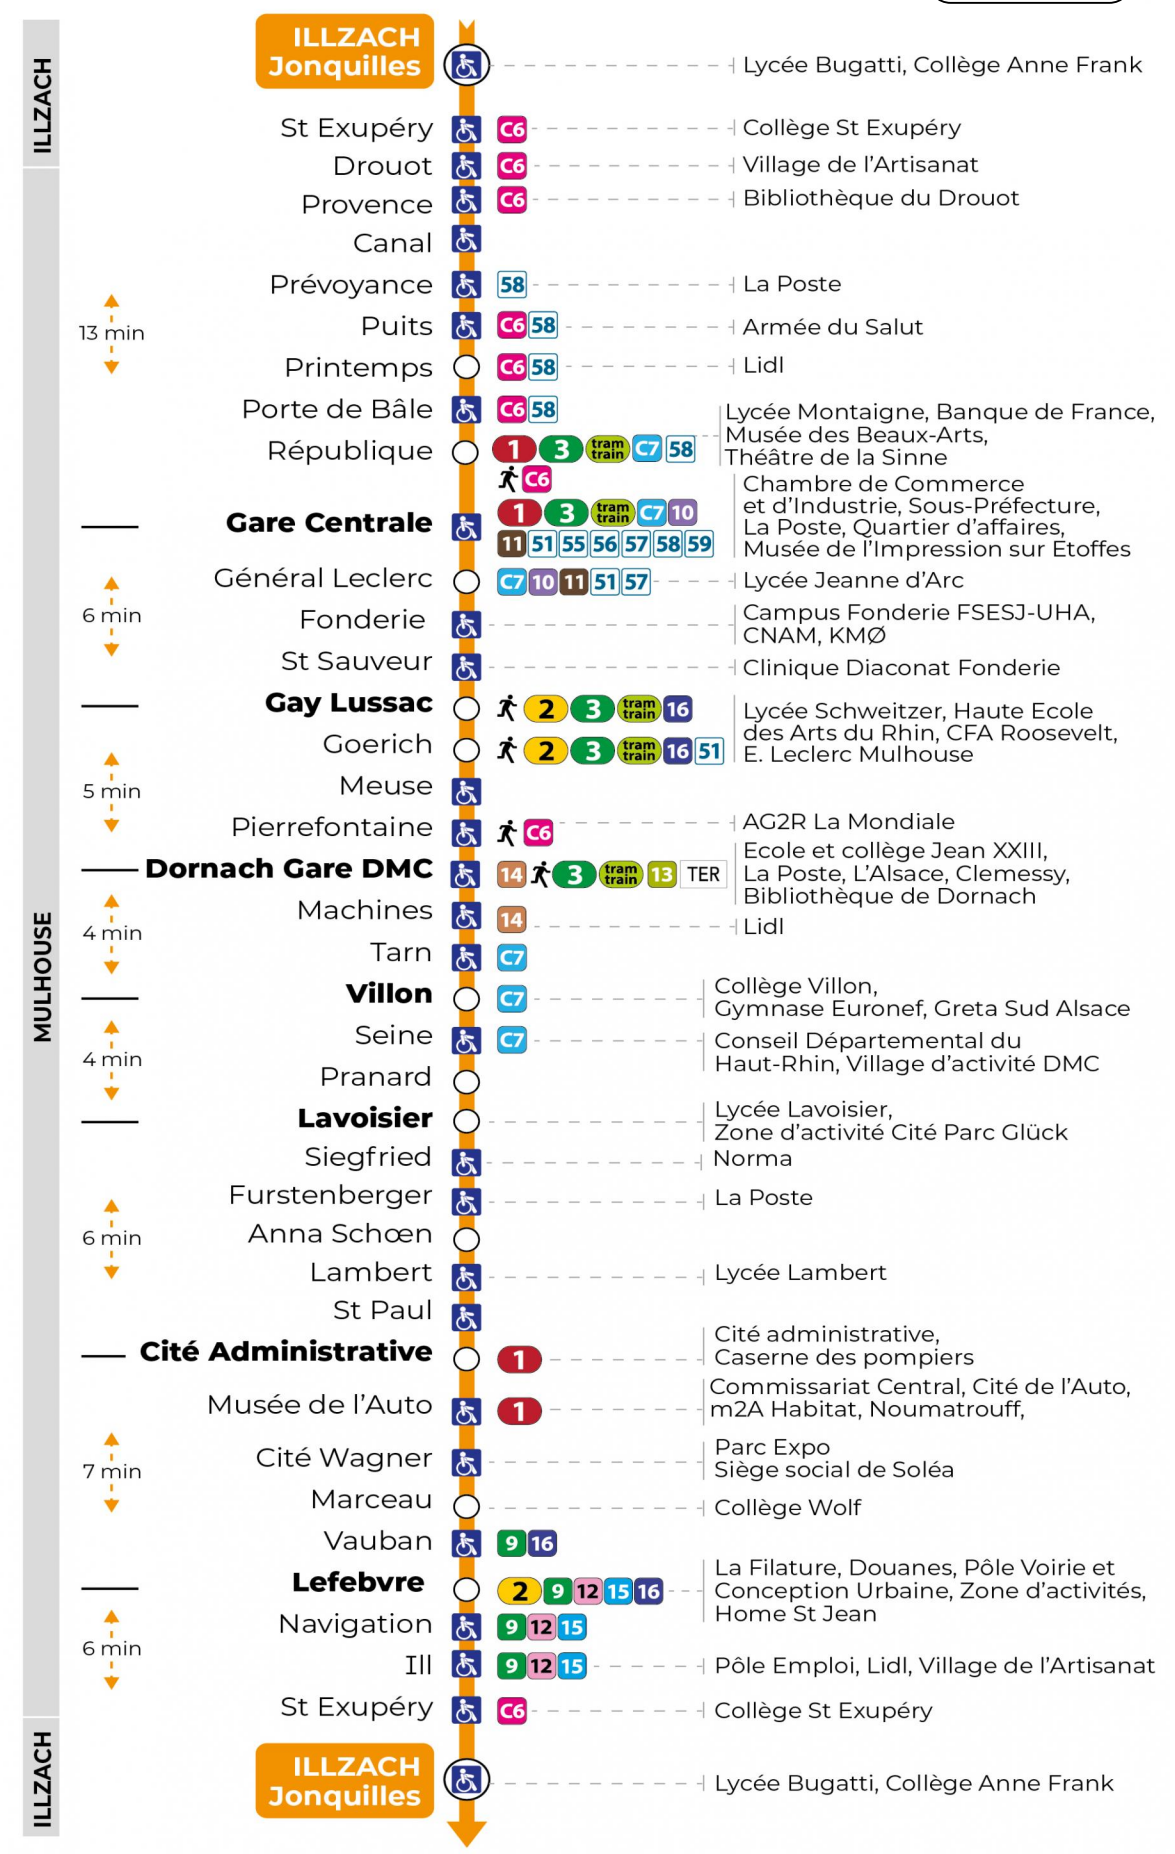 ILLZACH
Jonquilles
Lycée Bugatti, Collège Anne Frank
ILLZACH
St Exupéry C6 Collège St Exupéry
Drouot C6 Village de l'Artisanat
Provence C6 Bibliothèque du Drouot
Canal
Prévoyance 58 La Poste
13 min
Puits C6 58 Armée du Salut
Printemps C6 58 Lidl
Porte de Bâle C6 58
République 1 3 tram train C7 58
Lycée Montaigne, Banque de France,
Musée des Beaux-Arts,
Théâtre de la Sinne
C6
Gare Centrale 1 3 tram train C7 10
11 51 55 56 57 58 59
Chambre de Commerce
et d'Industrie, Sous-Préfecture,
La Poste, Quartier d'affaires,
Musée de l'Impression sur Etoffes
Général Leclerc C7 10 11 51 57 Lycée Jeanne d'Arc
6 min
Fonderie
Campus Fonderie FSESJ-UHA,
CNAM, KMØ
St Sauveur Clinique Diaconat Fonderie
Gay Lussac 2 3 tram train 16
Goerich 2 3 tram train 16 51
Lycée Schweitzer, Haute Ecole
des Arts du Rhin, CFA Roosevelt,
E. Leclerc Mulhouse
5 min
Meuse
Pierrefontaine C6 AG2R La Mondiale
Dornach Gare DMC 14 3 tram train 13 TER
Ecole et collège Jean XXIII,
La Poste, L'Alsace, Clemessy,
Bibliothèque de Dornach
MULHOUSE
Machines 14 Lidl
4 min
Tarn C7
Villon C7
Collège Villon,
Gymnase Euronef, Greta Sud Alsace
Seine C7
Conseil Départemental du
Haut-Rhin, Village d'activité DMC
4 min
Pranard
Lavoisier
Lycée Lavoisier,
Zone d'activité Cité Parc Glück
Siegfried Norma
Furstenberger La Poste
6 min
Anna Schœn
Lambert Lycée Lambert
St Paul
Cité Administrative 1
Cité administrative,
Caserne des pompiers
Musée de l'Auto 1
Commissariat Central, Cité de l'Auto,
m2A Habitat, Noumatrouff,
Cité Wagner
Parc Expo
Siège social de Soléa
7 min
Marceau Collège Wolf
Vauban 9 16
Lefebvre 2 9 12 15 16
La Filature, Douanes, Pôle Voirie et
Conception Urbaine, Zone d'activités,
Home St Jean
Navigation 9 12 15
6 min
Ill 9 12 15 Pôle Emploi, Lidl, Village de l'Artisanat
St Exupéry C6 Collège St Exupéry
ILLZACH
ILLZACH
Jonquilles
Lycée Bugatti, Collège Anne Frank